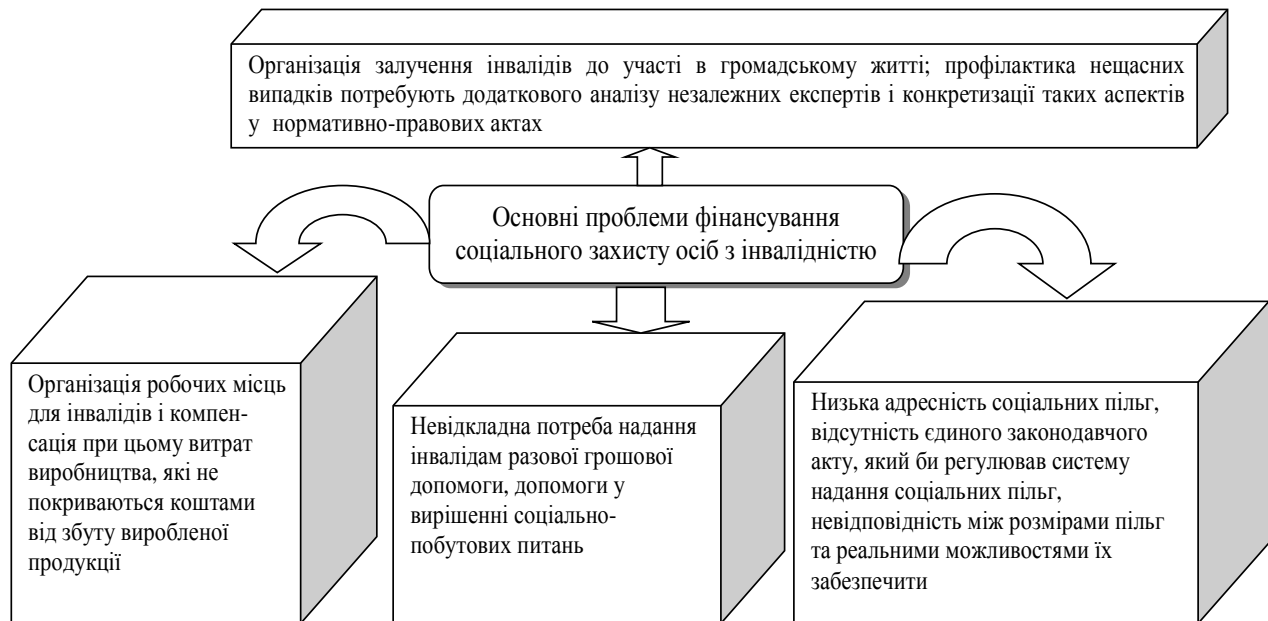 Організація залучення інвалідів до участі в громадському житті; профілактика нещасних
випадків потребують додаткового аналізу незалежних експертів і конкретизації таких аспектів
у нормативно-правових актах
Основні проблеми фінансування
соціального захисту осіб з інвалідністю
Організація робочих місць
для інвалідів і компен-
сація при цьому витрат
виробництва, які не
покриваються коштами
від збуту виробленої
продукції
Невідкладна потреба надання
інвалідам разової грошової
допомоги, допомоги у
вирішенні соціально-
побутових питань
Низька адресність соціальних пільг,
відсутність єдиного законодавчого
акту, який би регулював систему
надання соціальних пільг,
невідповідність між розмірами пільг
та реальними можливостями їх
забезпечити